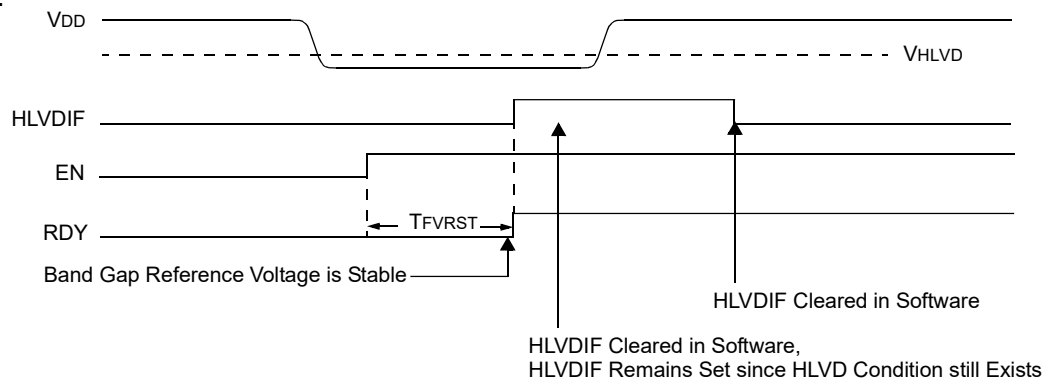 VDD
VHLVD
HLVDIF
EN
TFVRST
RDY
Band Gap Reference Voltage is Stable
HLVDIF Cleared in Software
HLVDIF Cleared in Software,
HLVDIF Remains Set since HLVD Condition still Exists